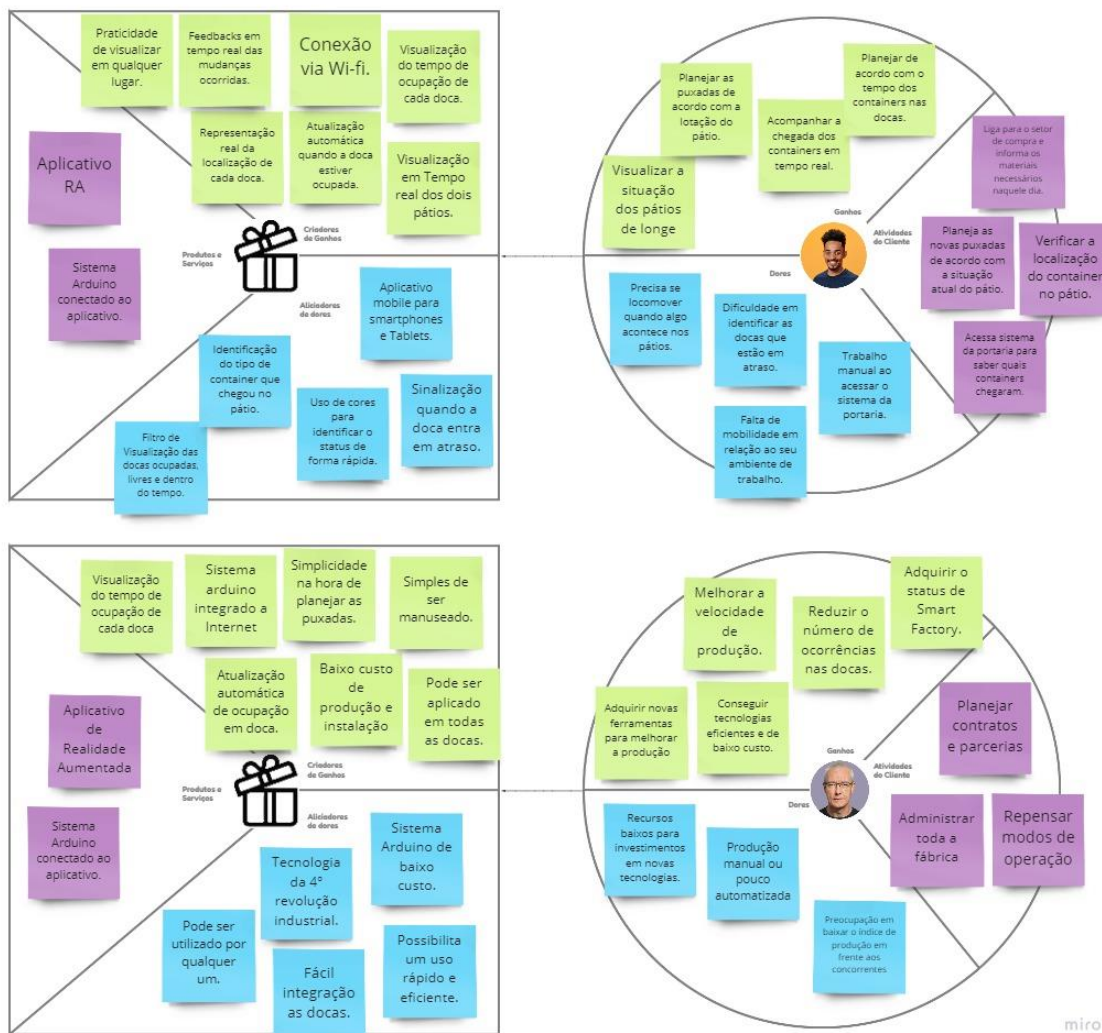 Praticidade
de visualizar
em qualquer
lugar.
Feedbacks em
tempo real das
mudanças
ocorridas.
Conexão
via Wi-fi.
Visualização
do tempo de
ocupação de
cada doca.
Representação
real da
localização de
cada doca.
Atualização
automática
quando a doca
estiver
ocupada.
Visualização
em Tempo
real dos dois
pátios.
Aplicativo
RA
Sistema
Arduino
conectado ao
aplicativo.
Criadores
de Ganhos
Produtos e
Serviços
Aliciadores
de dores
Aplicativo
mobile para
smartphones
e Tablets.
Identificação
do tipo de
container que
chegou no
pátio.
Uso de cores
para
identificar o
status de
forma rápida.
Sinalização
quando a
doca entra
em atraso.
Filtro de
Visualização das
docas ocupadas,
livres e dentro
do tempo.
Planejar as
puxadas de
acordo com a
lotação do
pátio.
Planejar de
acordo com o
tempo dos
containers nas
docas.
Acompanhar a
chegada dos
containers em
tempo real.
Visualizar a
situação
dos pátios
de longe
Ganhos
Atividades
do Cliente
Dores
Liga para o setor
de compra e
informa os
materiais
necessários
naquele dia.
Planeja as
novas puxadas
de acordo com
a situação
atual do pátio.
Verificar a
localização
do container
no pátio.
Acessa sistema
da portaria para
saber quais
containers
chegaram.
Precisa se
locomover
quando algo
acontece nos
pátios.
Dificuldade em
identificar as
docas que
estão em
atraso.
Trabalho
manual ao
acessar o
sistema da
portaria.
Falta de
mobilidade em
relação ao seu
ambiente de
trabalho.
Visualização
do tempo de
ocupação de
cada doca
Sistema
arduino
integrado a
Internet
Simplicidade
na hora de
planejar as
puxadas.
Simples de
ser
manuseado.
Atualização
automática
de ocupação
em doca.
Baixo custo
de
produção e
instalação
Pode ser
aplicado
em todas
as docas.
Aplicativo
de
Realidade
Aumentada
Sistema
Arduino
conectado ao
aplicativo.
Criadores
de Ganhos
Produtos e
Serviços
Aliciadores
de dores
Tecnologia
da 4º
revolução
industrial.
Sistema
Arduino de
baixo
custo.
Pode ser
utilizado por
qualquer
um.
Fácil
integração
as docas.
Possibilita
um uso
rápido e
eficiente.
Melhorar a
velocidade
de
produção.
Reduzir o
número de
ocorrências
nas docas.
Adquirir o
status de
Smart
Factory.
Adquirir novas
ferramentas
para melhorar
a produção
Conseguir
tecnologias
eficientes e de
baixo custo.
Ganhos
Atividades
do Cliente
Dores
Planejar
contratos
e parcerias
Administrar
toda a
fábrica
Repensar
modos de
operação
Recursos
baixos para
investimentos
em novas
tecnologias.
Produção
manual ou
pouco
automatizada
Preocupação em
baixar o índice de
produção em
frente aos
concorrentes
miro